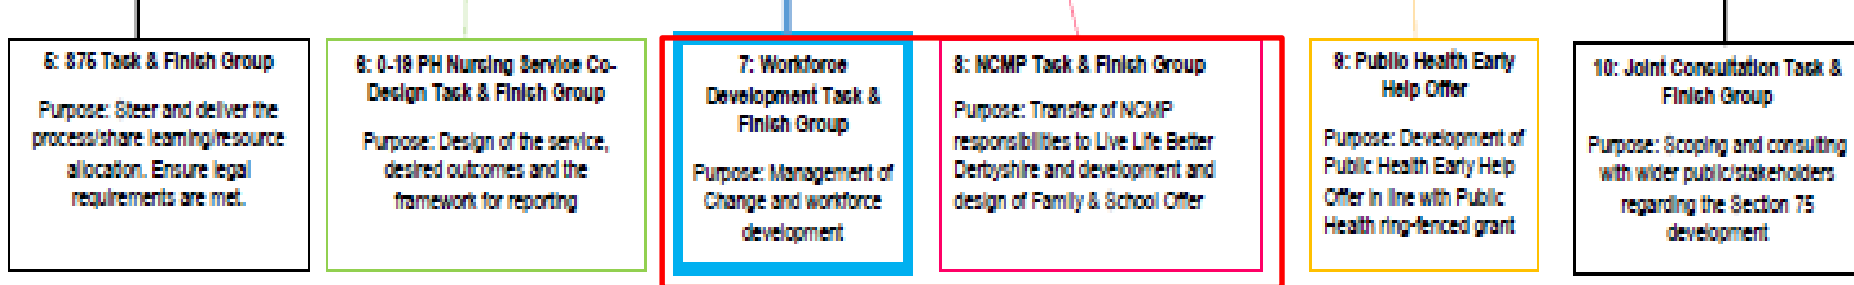 5: S75 Task & Finish Group
Purpose: Steer and deliver the
process/share learning/resource
allocation. Ensure legal
requirements are met.
6: 0-19 PH Nursing Service Co-
Design Task & Finish Group
Purpose: Design of the service,
desired outcomes and the
framework for reporting
7: Workforce
Development Task &
Finish Group
Purpose: Management of
Change and workforce
development
8: NCMP Task & Finish Group
Purpose: Transfer of NCMP
responsibilities to Live Life Better
Derbyshire and development and
design of Family & School Offer
9: Public Health Early
Help Offer
Purpose: Development of
Public Health Early Help
Offer in line with Public
Health ring-fenced grant
10: Joint Consultation Task &
Finish Group
Purpose: Scoping and consulting
with wider public/stakeholders
regarding the Section 75
development